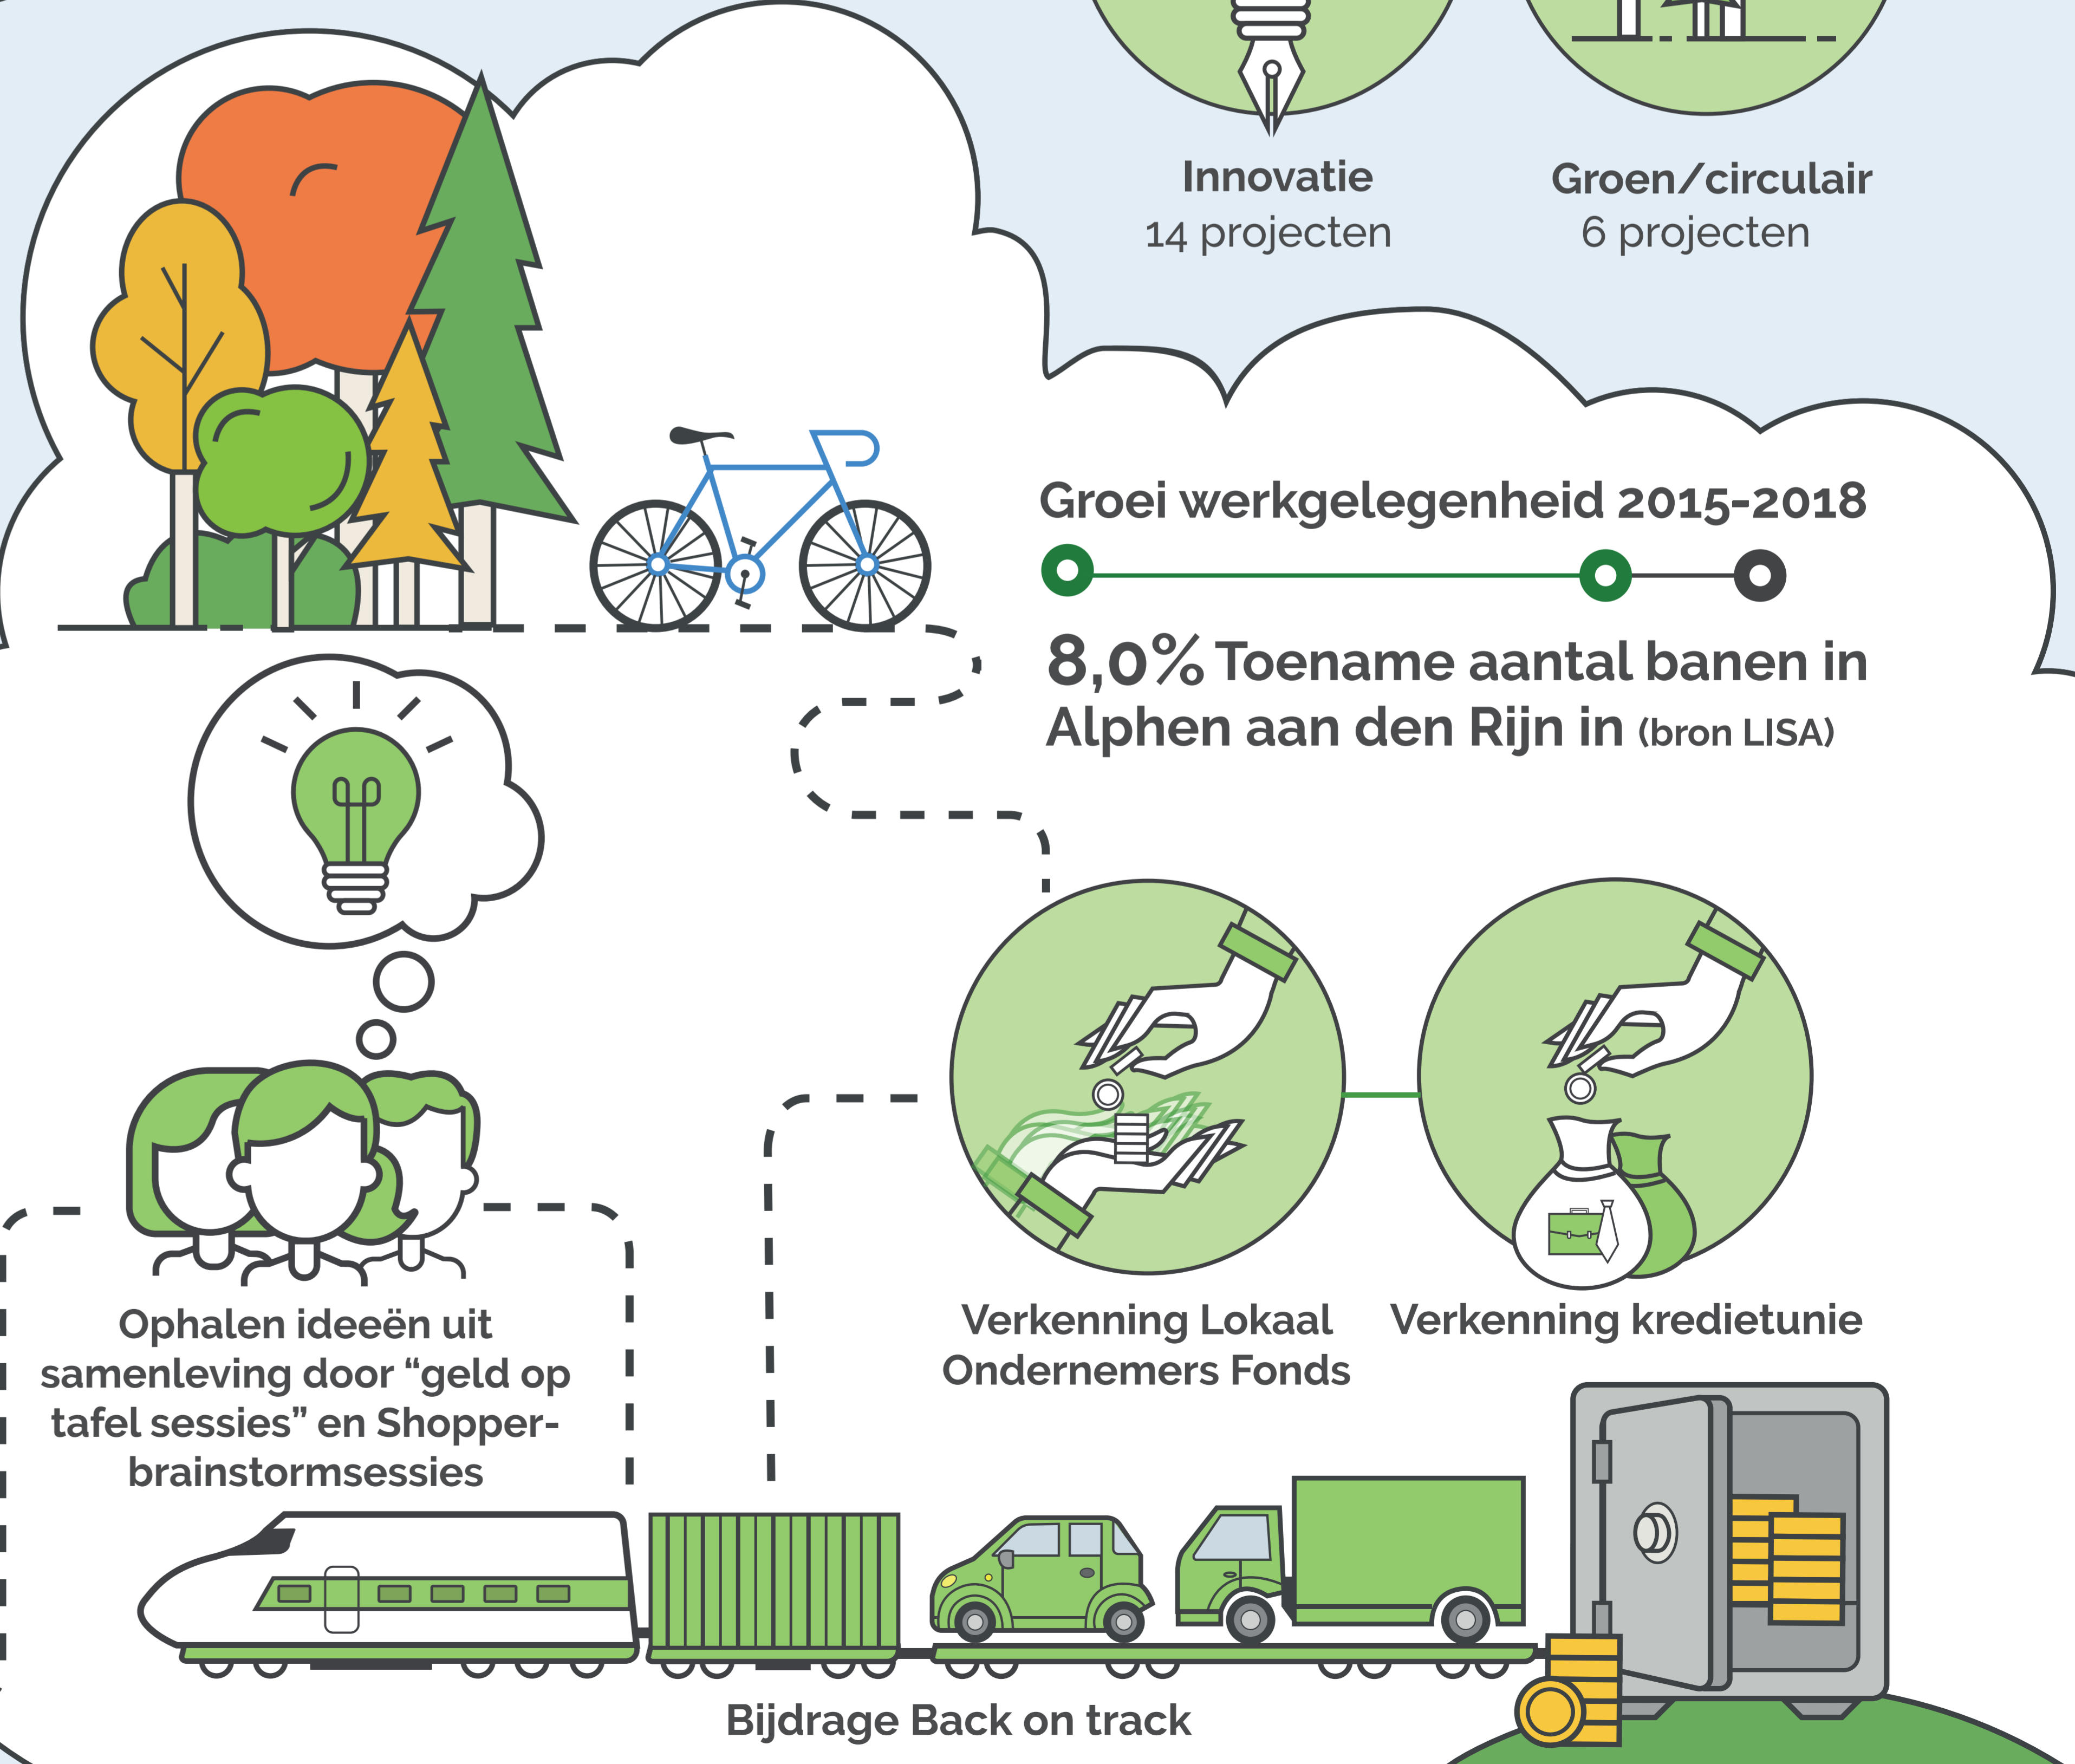 Innovatie
14 projecten
Groen/circulair
6 projecten
Groei werkgelegenheid 2015-2018
8,0% Toename aantal banen in
Alphen aan den Rijn in (bron LISA)
Verkenning Lokaal
Ondernemers Fonds
Verkenning kredietunie
Ophalen ideeën uit
samenleving door “geld op
tafel sessies” en Shopper-
brainstormsessies
Bijdrage Back on track